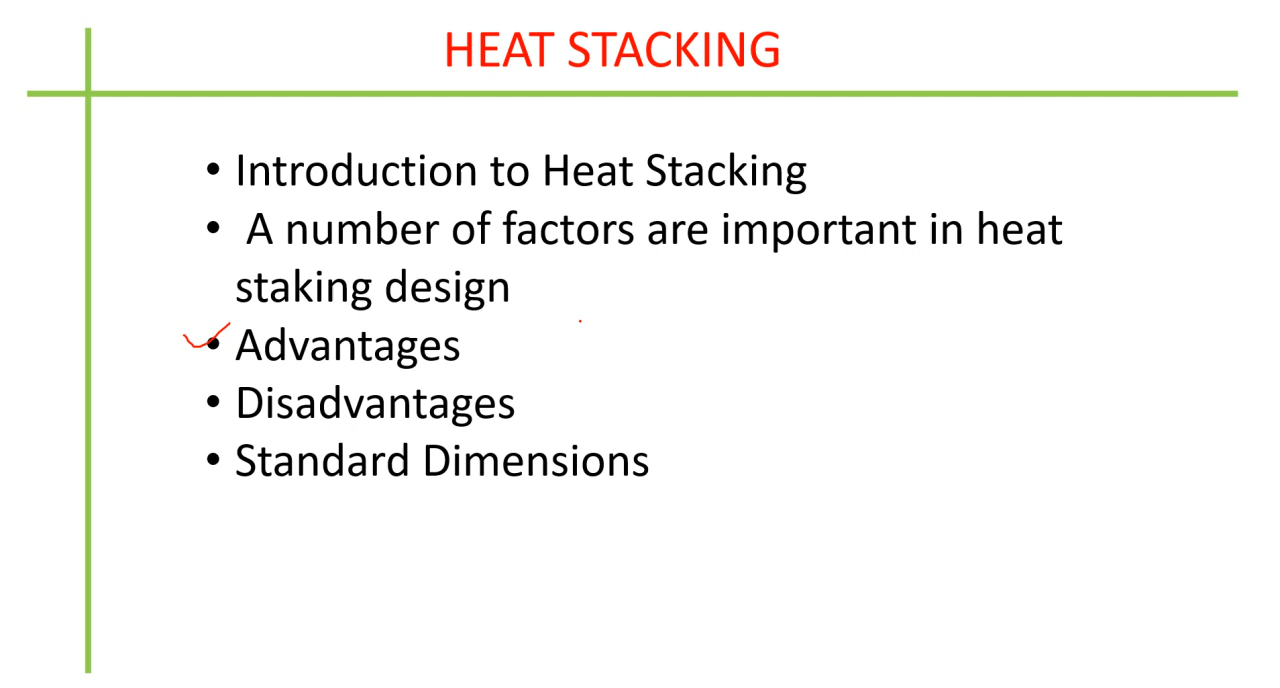 HEAT STACKING
• Introduction to Heat Stacking
• A number of factors are important in heat
staking design
• Advantages
• Disadvantages
• Standard Dimensions